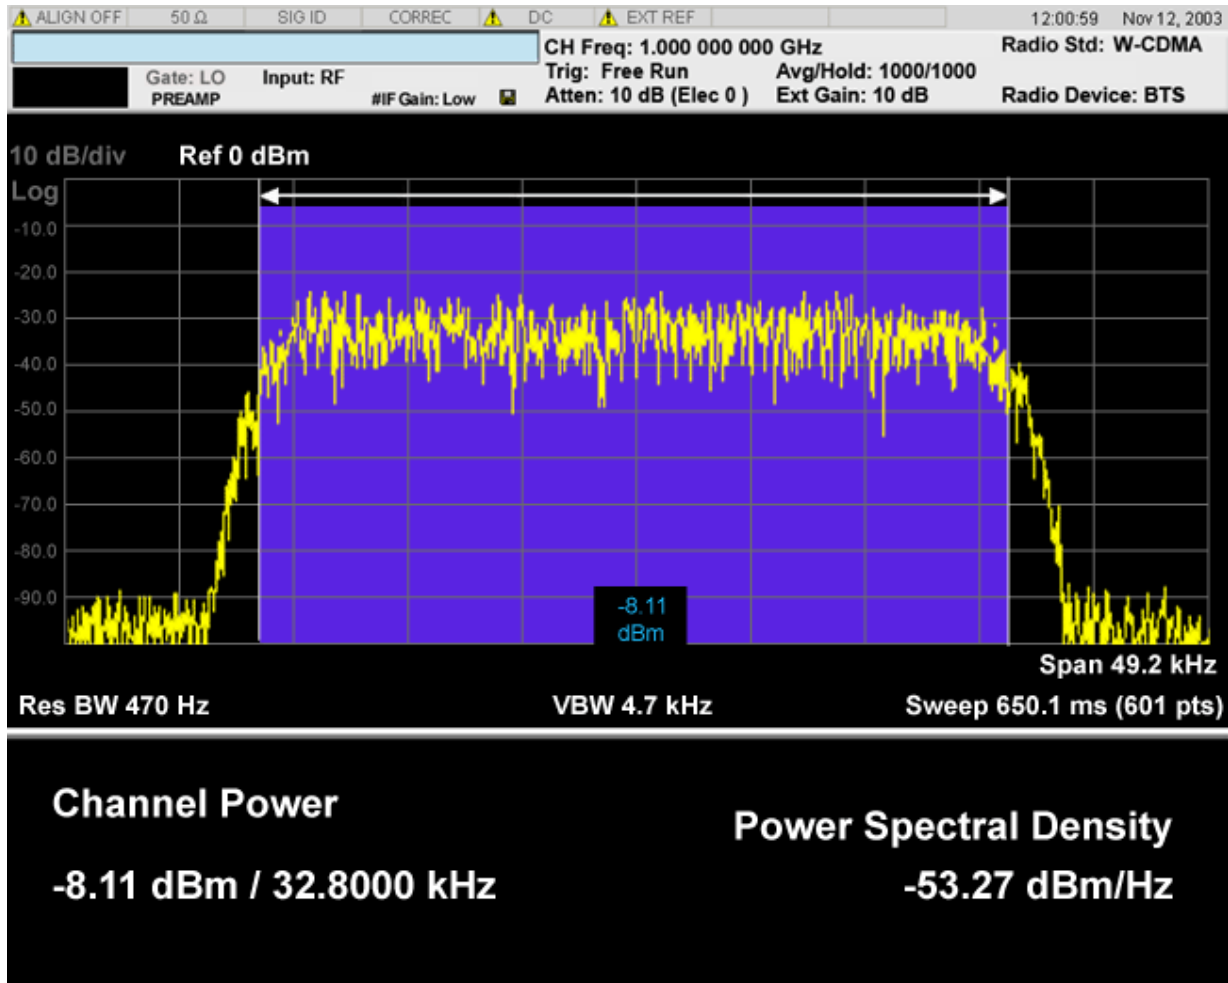 ALIGN OFF 50 Ω SIG ID CORREC DC EXT REF 12:00:59 Nov 12, 2003
CH Freq: 1.000 000 000 GHz Radio Std: W-CDMA
Gate: LO Input: RF Trig: Free Run Avg/Hold: 1000/1000
PREAMP #IF Gain: Low Atten: 10 dB (Elec 0 ) Ext Gain: 10 dB Radio Device: BTS
10 dB/div Ref 0 dBm
Log
-10.0
-20.0
-30.0
-40.0
-50.0
-60.0
-70.0
-80.0
-90.0
-8.11
dBm
Span 49.2 kHz
Res BW 470 Hz VBW 4.7 kHz Sweep 650.1 ms (601 pts)
Channel Power
Power Spectral Density
-8.11 dBm / 32.8000 kHz -53.27 dBm/Hz